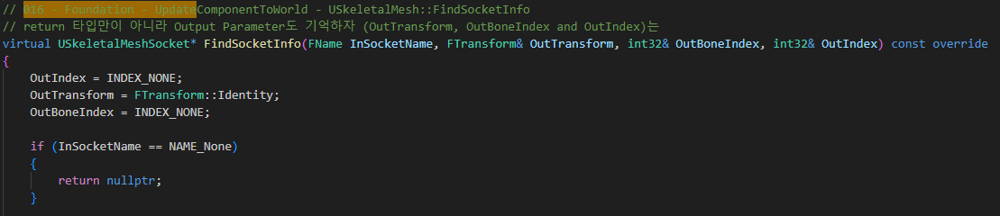 // 016 - Foundation - UpdateComponentToWorld - USkeletalMesh::FindSocketInfo
// return 타입만이 아니라 Output Parameter도 기억하자 (OutTransform, OutBoneIndex and OutIndex)는
virtual USkeletalMeshSocket* FindSocketInfo(FName InSocketName, FTransform& OutTransform, int32& OutBoneIndex, int32& OutIndex) const override
{
    OutIndex = INDEX_NONE;
    OutTransform = FTransform::Identity;
    OutBoneIndex = INDEX_NONE;

    if (InSocketName == NAME_None)
    {
        return nullptr;
    }